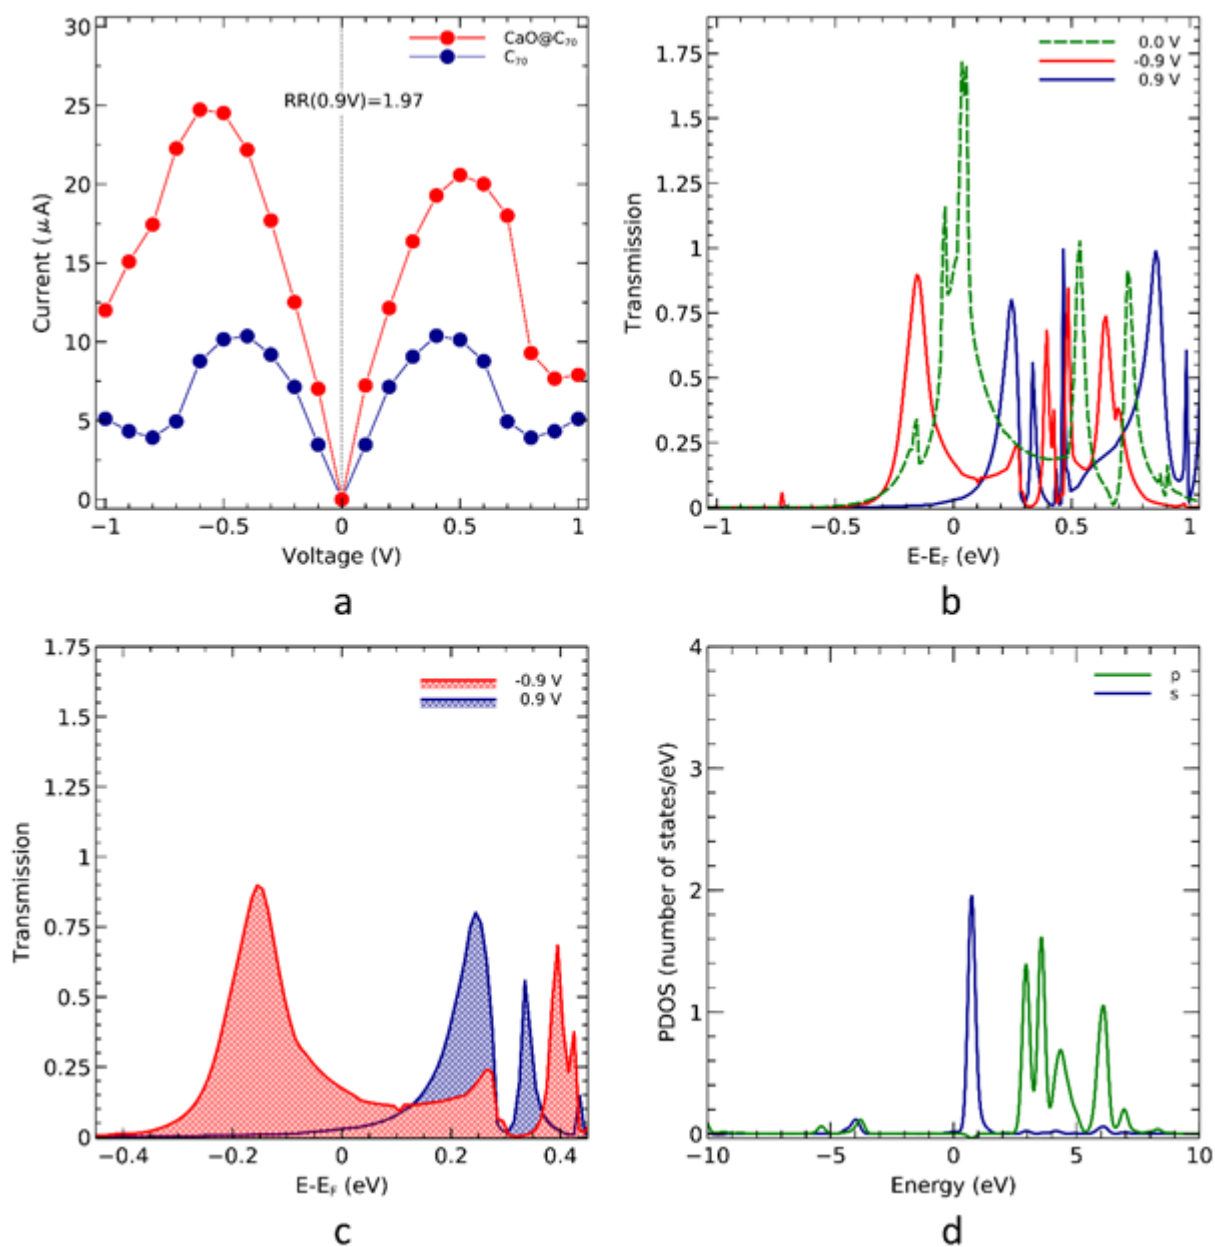 30
25
20
15
10
5
0
−1
−0.5
0
0.5
1
Current (μA)
Voltage (V)
CaO@C₇₀
C₇₀
RR(0.9V)=1.97
a
1.75
1.5
1.25
1
0.75
0.5
0.25
0
−1
−0.5
0
0.5
1
Transmission
E-E_F (eV)
0.0 V
-0.9 V
0.9 V
b
1.75
1.5
1.25
1
0.75
0.5
0.25
0
−0.4
−0.2
0
0.2
0.4
Transmission
E-E_F (eV)
-0.9 V
0.9 V
c
4
3
2
1
0
−10
−5
0
5
10
PDOS (number of states/eV)
Energy (eV)
p
s
d